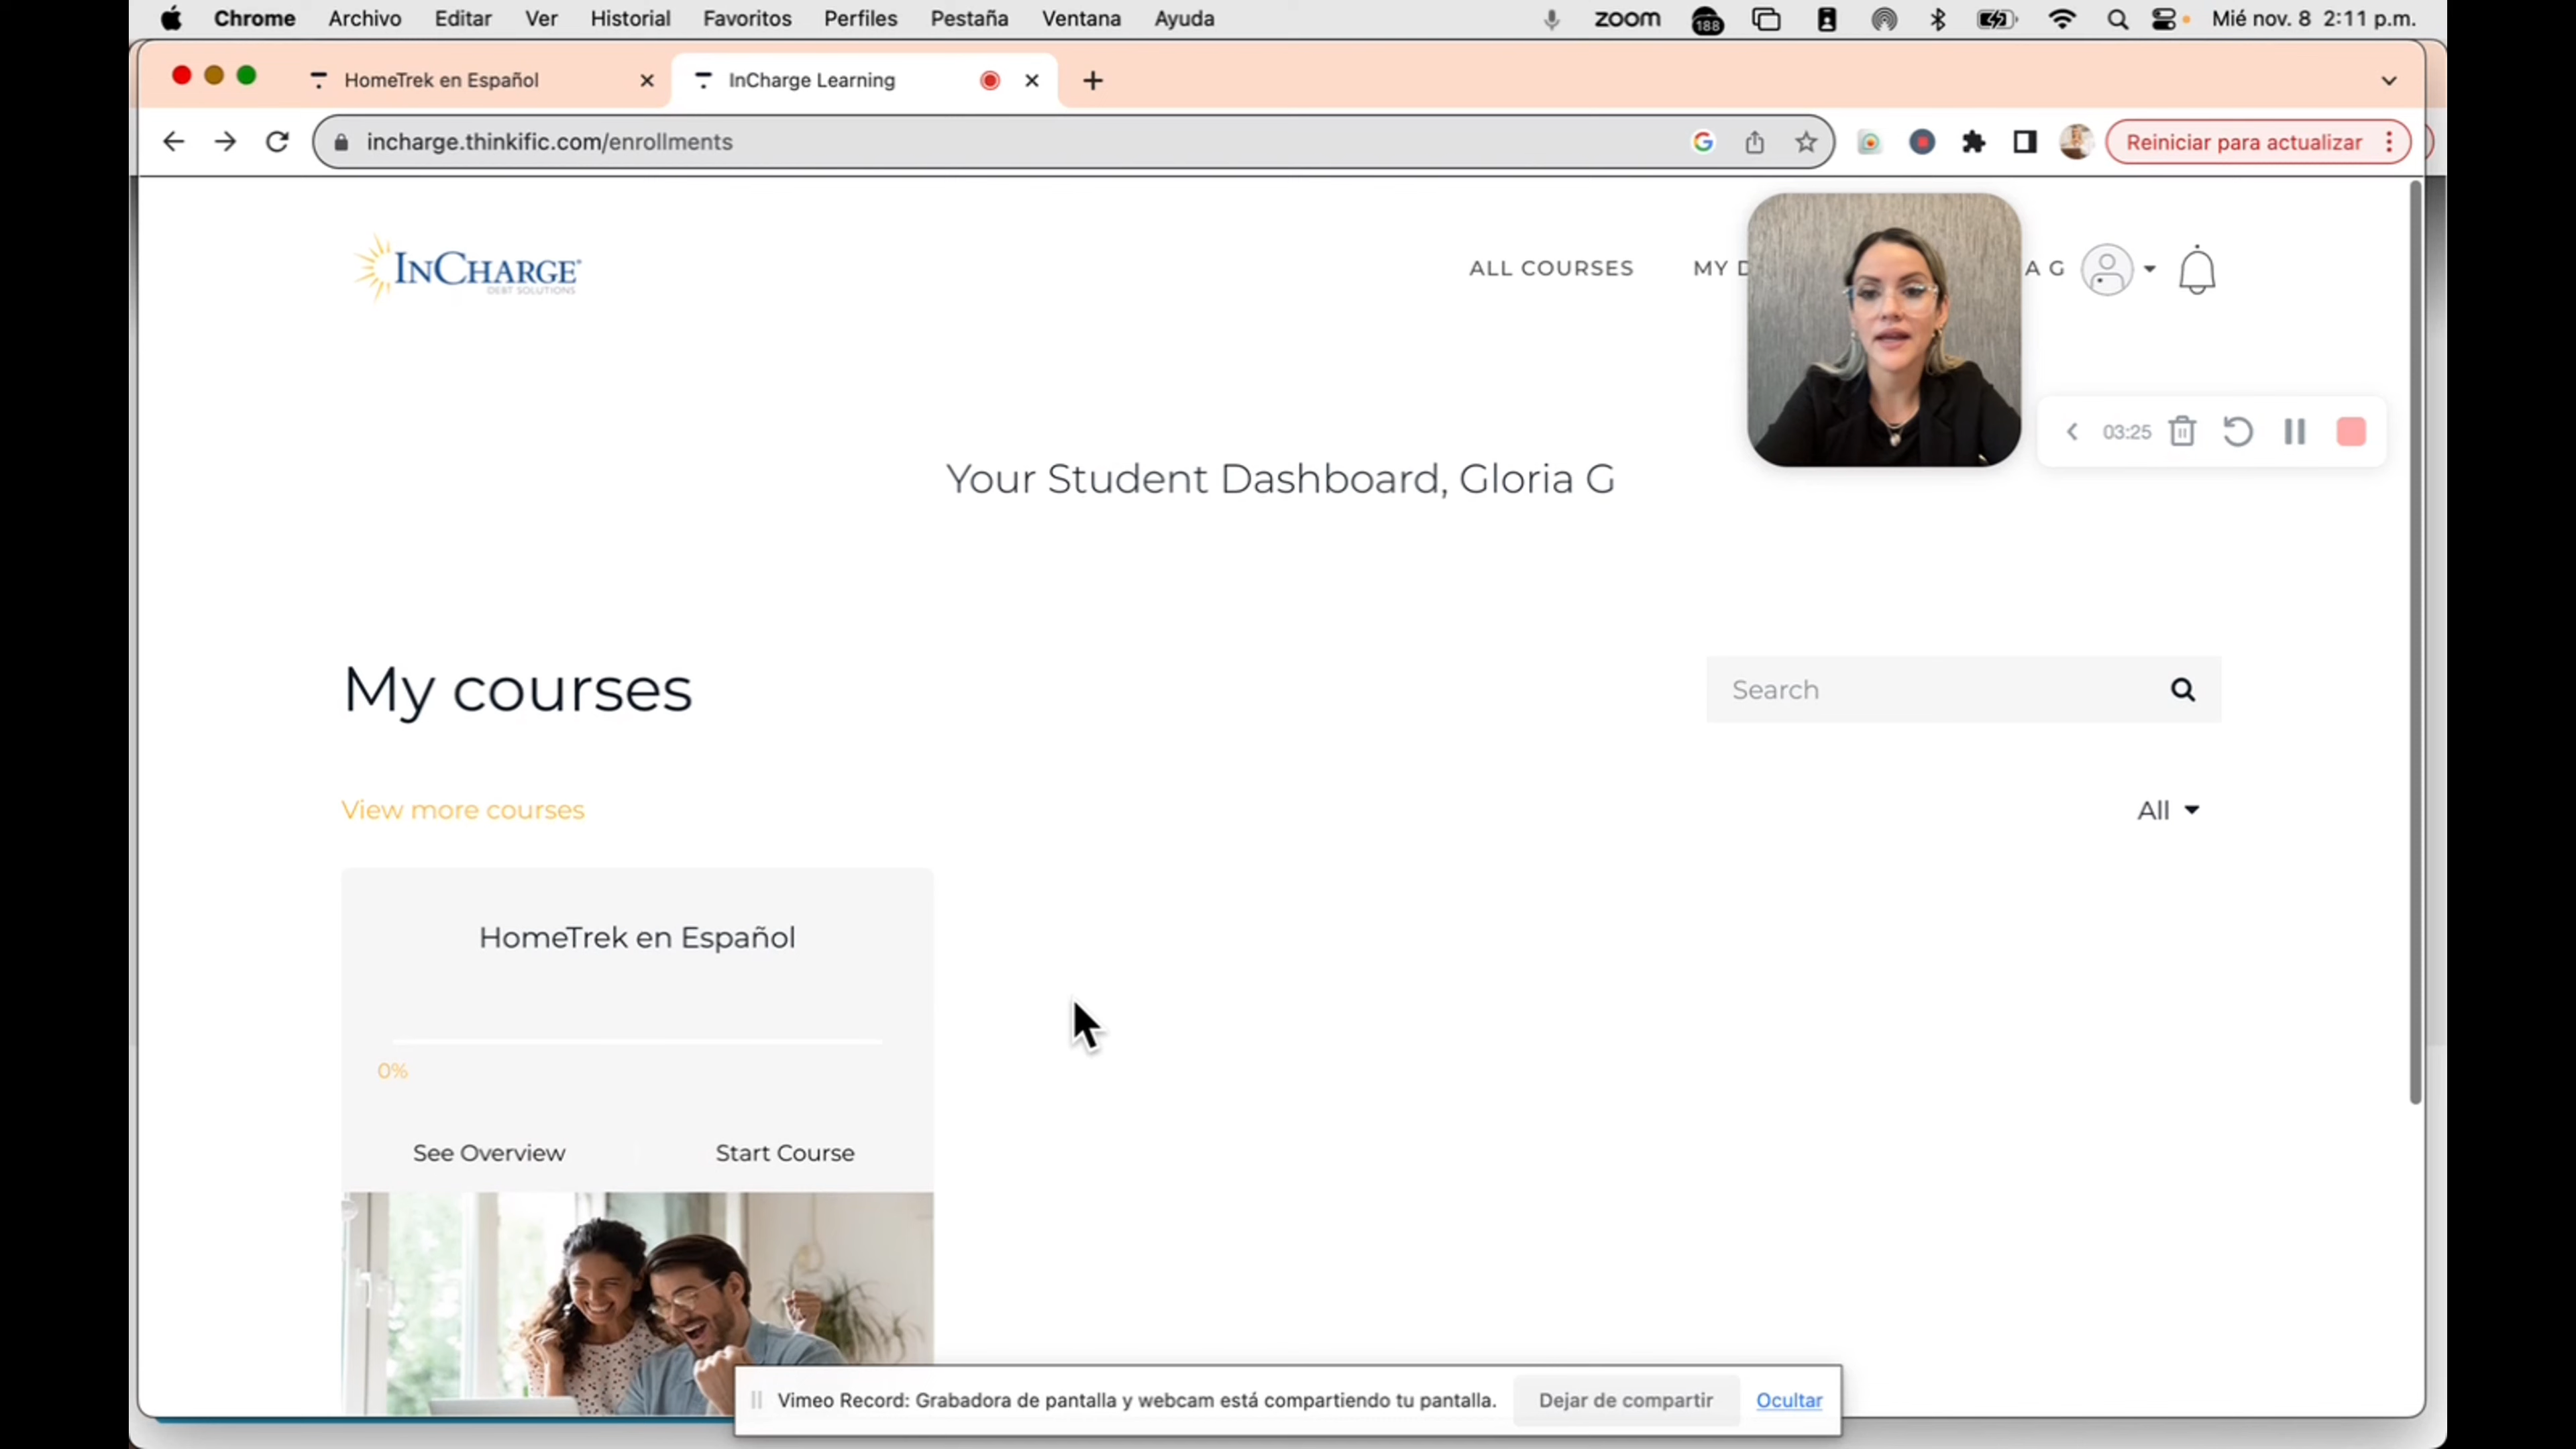 Chrome Archivo Editar Ver Historial Favoritos Perfiles Pestaña Ventana Ayuda
zoom 188 Mié nov. 8 2:11 p.m.
HomeTrek en Español InCharge Learning
incharge.thinkific.com/enrollments
Reiniciar para actualizar
INCHARGE
DEBT SOLUTIONS
ALL COURSES MY D A G
03:25
Your Student Dashboard, Gloria G
My courses
Search
View more courses
All
HomeTrek en Español
0%
See Overview Start Course
Vimeo Record: Grabadora de pantalla y webcam está compartiendo tu pantalla. Dejar de compartir Ocultar